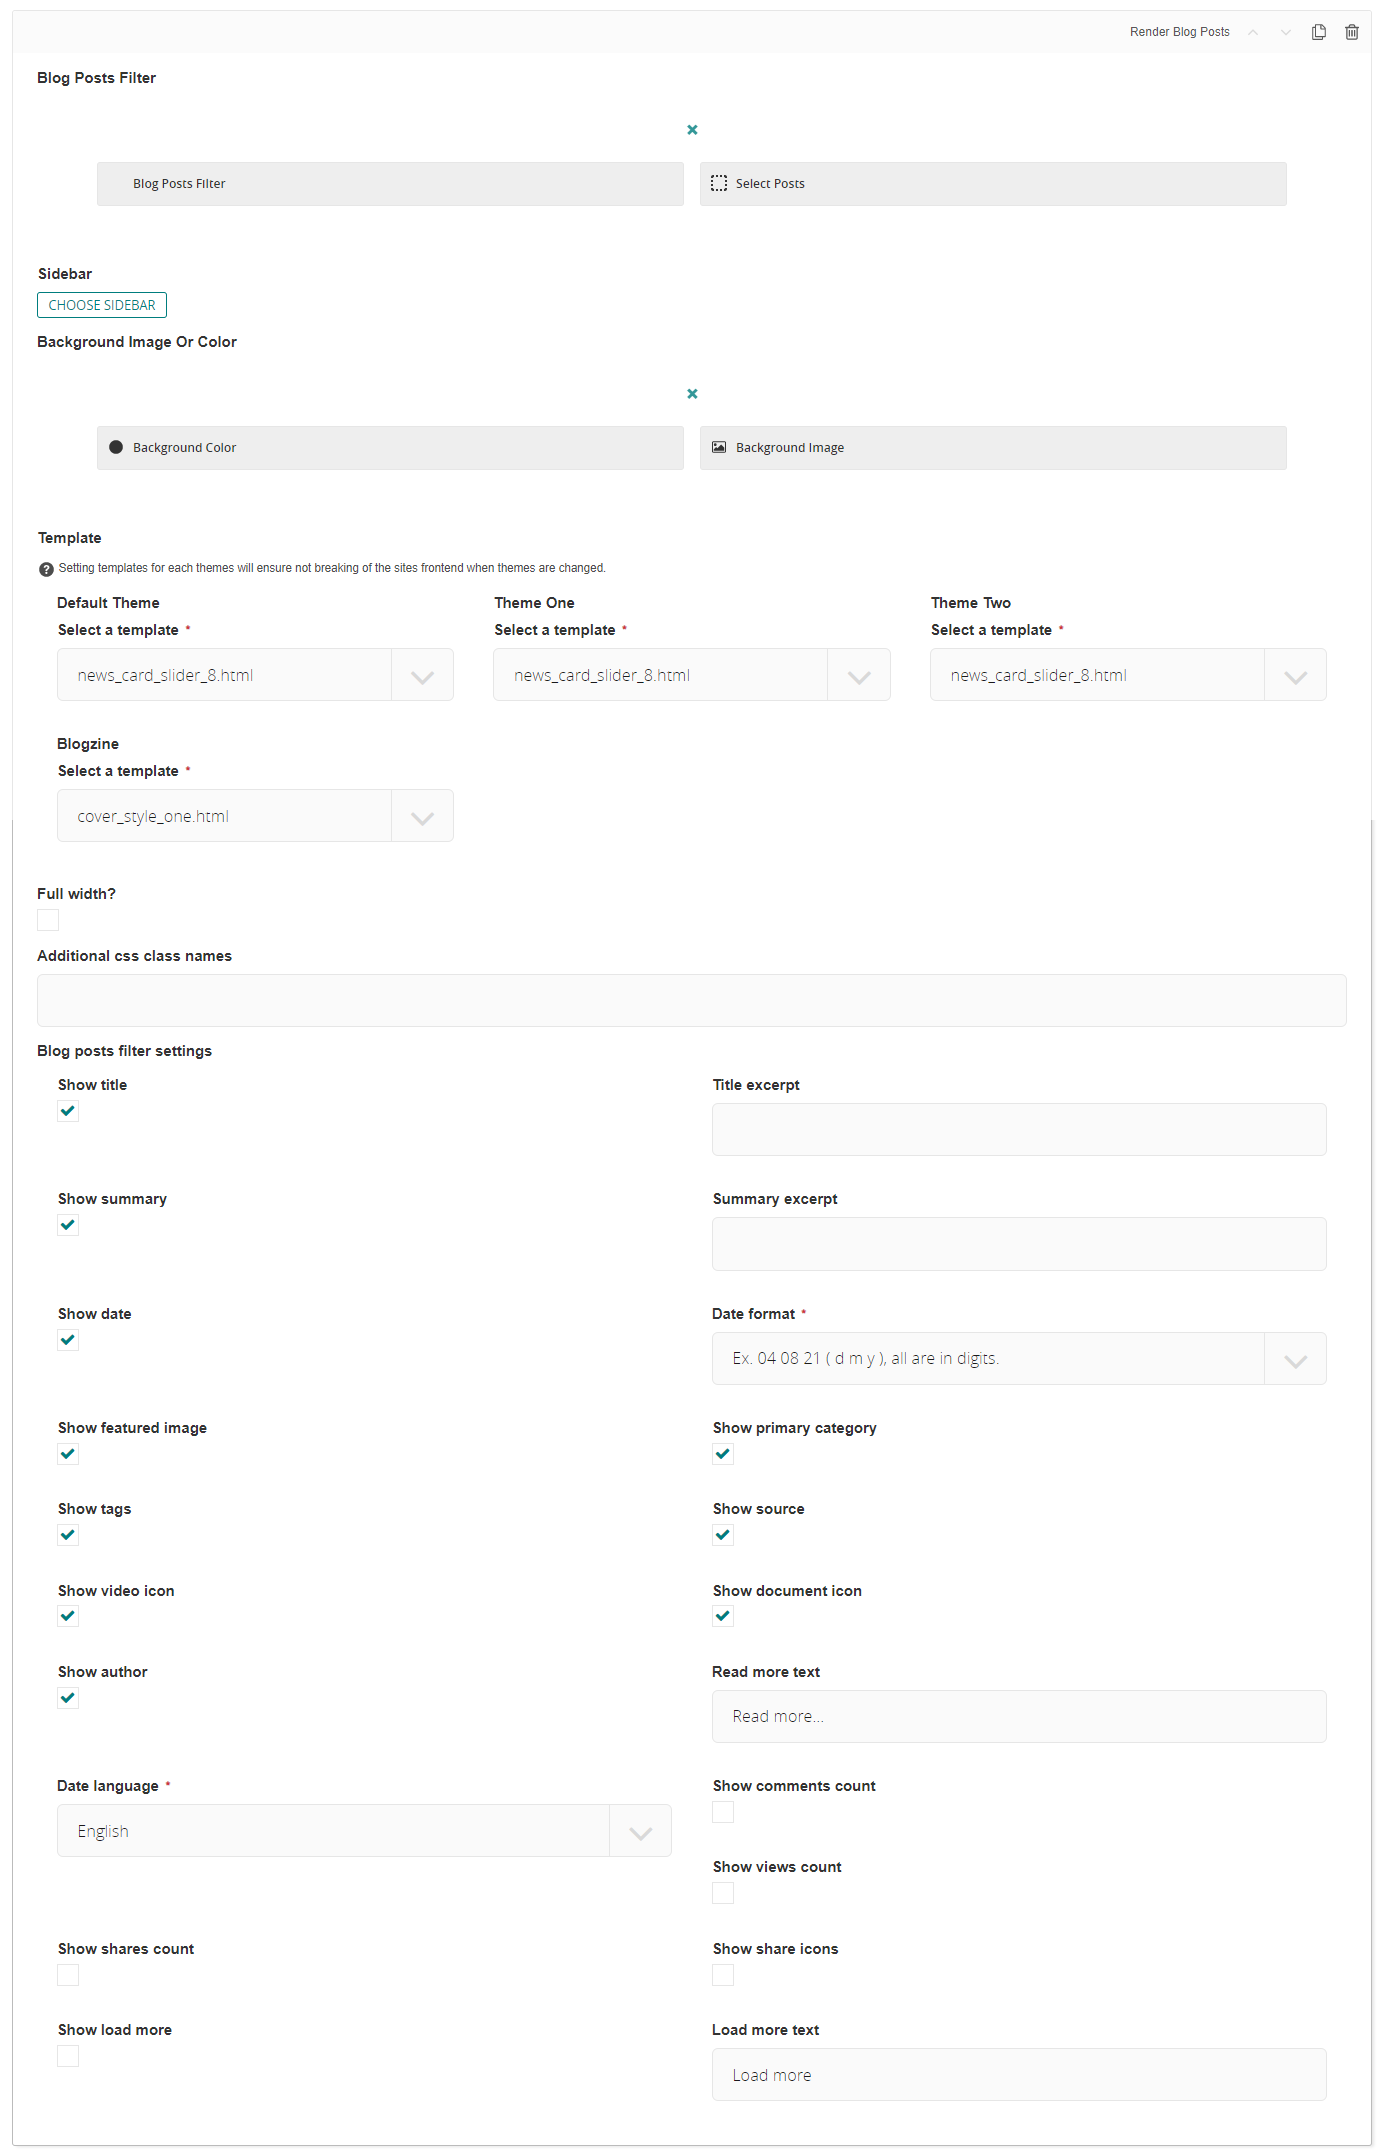 Render Blog Posts
Blog Posts Filter
Blog Posts Filter
Select Posts
Sidebar
CHOOSE SIDEBAR
Background Image Or Color
Background Color
Background Image
Template
Setting templates for each themes will ensure not breaking of the sites frontend when themes are changed.
Default Theme
Select a template *
news_card_slider_8.html
Theme One
Select a template *
news_card_slider_8.html
Theme Two
Select a template *
news_card_slider_8.html
Blogzine
Select a template *
cover_style_one.html
Full width?
Additional css class names
Blog posts filter settings
Show title
Title excerpt
Show summary
Summary excerpt
Show date
Date format *
Ex. 04 08 21 ( d m y ), all are in digits.
Show featured image
Show primary category
Show tags
Show source
Show video icon
Show document icon
Show author
Read more text
Read more...
Date language *
English
Show comments count
Show views count
Show shares count
Show share icons
Show load more
Load more text
Load more